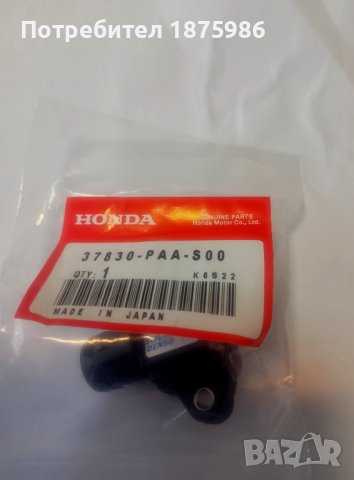 Потребител 1875986
HONDA
GENUINE PARTS
Honda Motor Co., Ltd.
37830-PAA-S00
QTY: 1
K6S22
MADE IN JAPAN
DENSO
BAZAR